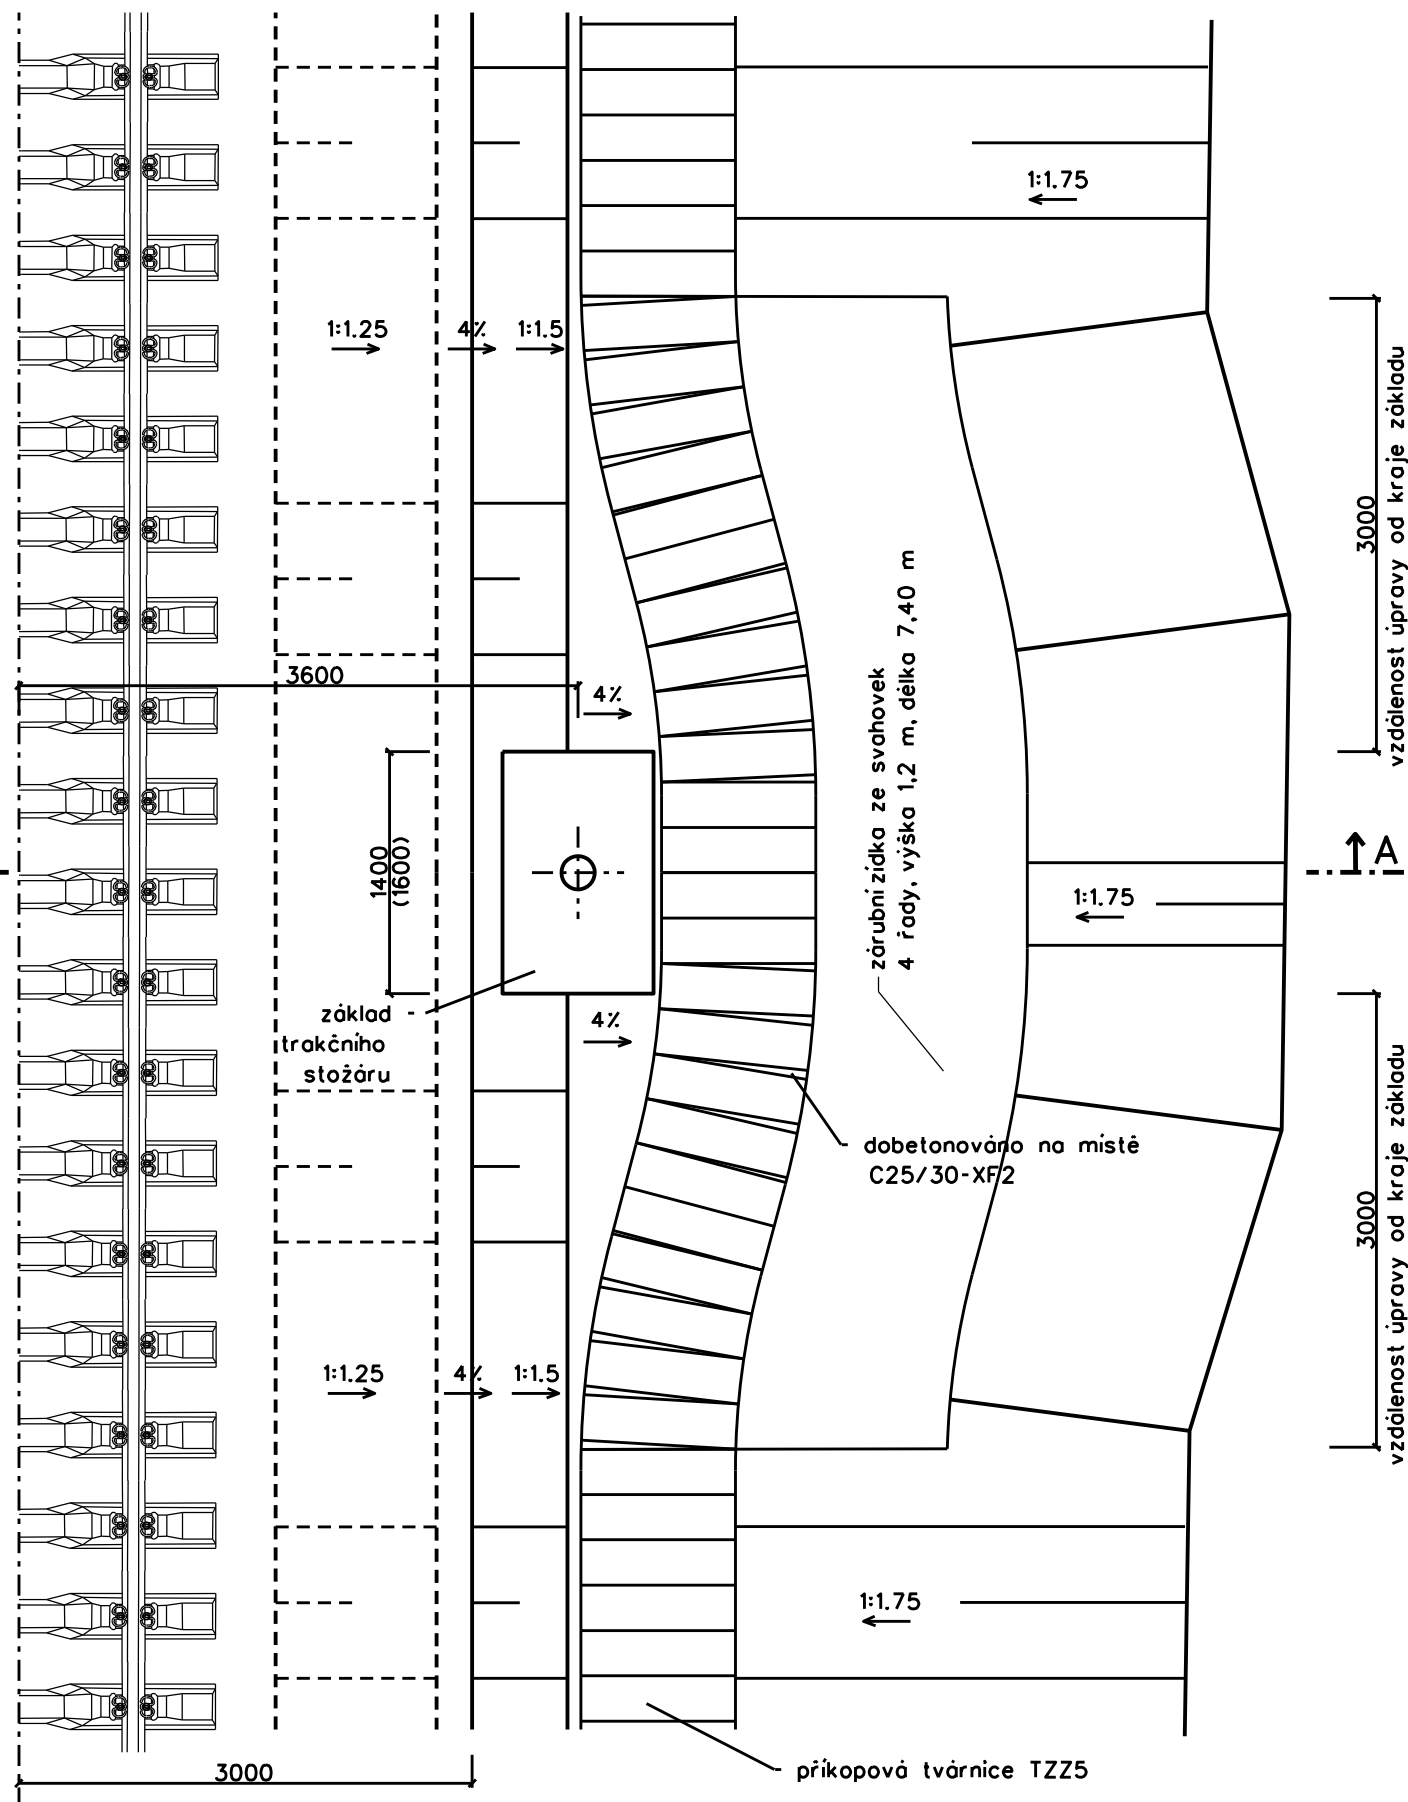 1:1.75
1:1.25
4%
1:1.5
3000
vzdálenost úpravy od kraje základu
3600
4%
zárubní zídka ze svahovek
4 řady, výška 1,2 m, délka 7,40 m
1400
(1600)
A
1:1.75
základ
trakčního
stožáru
4%
dobetonováno na místě
C25/30-XF2
3000
vzdálenost úpravy od kraje základu
1:1.25
4%
1:1.5
1:1.75
3000
příkopová tvárnice TZZ5